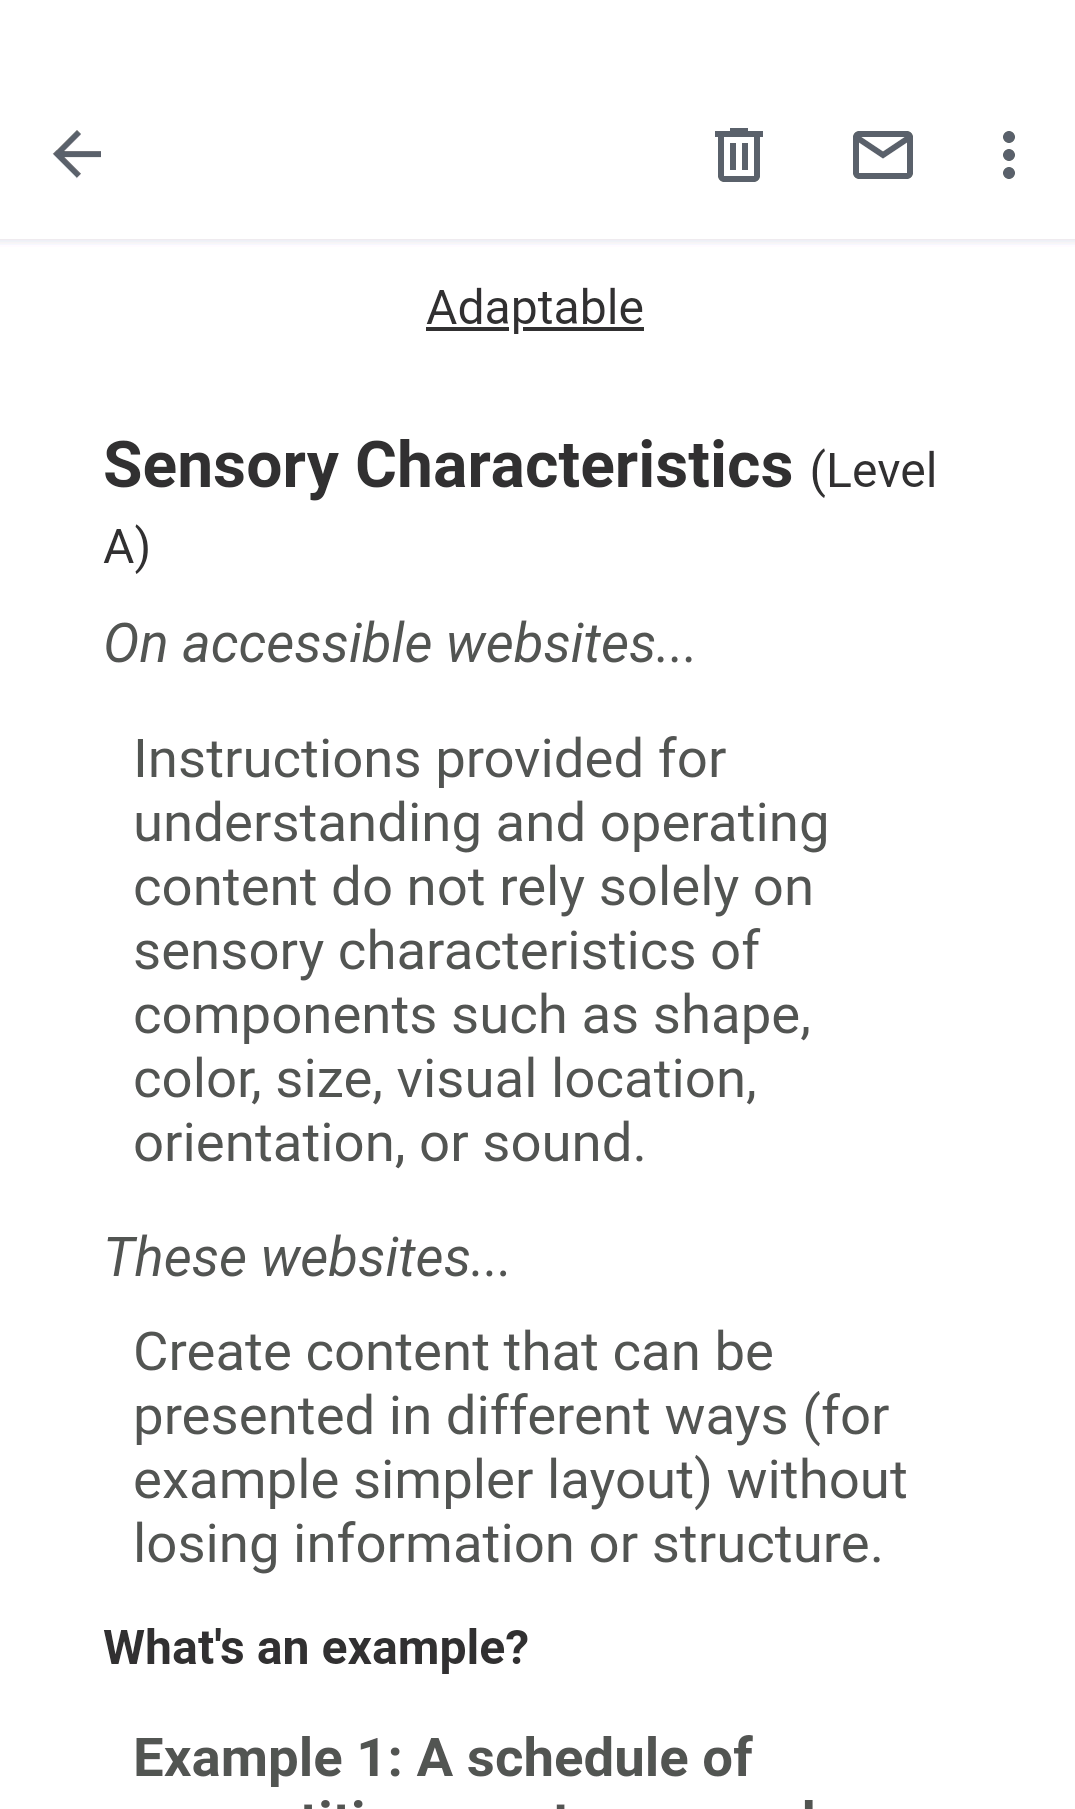 Adaptable
Sensory Characteristics (Level
A)
On accessible websites...
Instructions provided for
understanding and operating
content do not rely solely on
sensory characteristics of
components such as shape,
color, size, visual location,
orientation, or sound.
These websites...
Create content that can be
presented in different ways (for
example simpler layout) without
losing information or structure.
What's an example?
Example 1: A schedule of